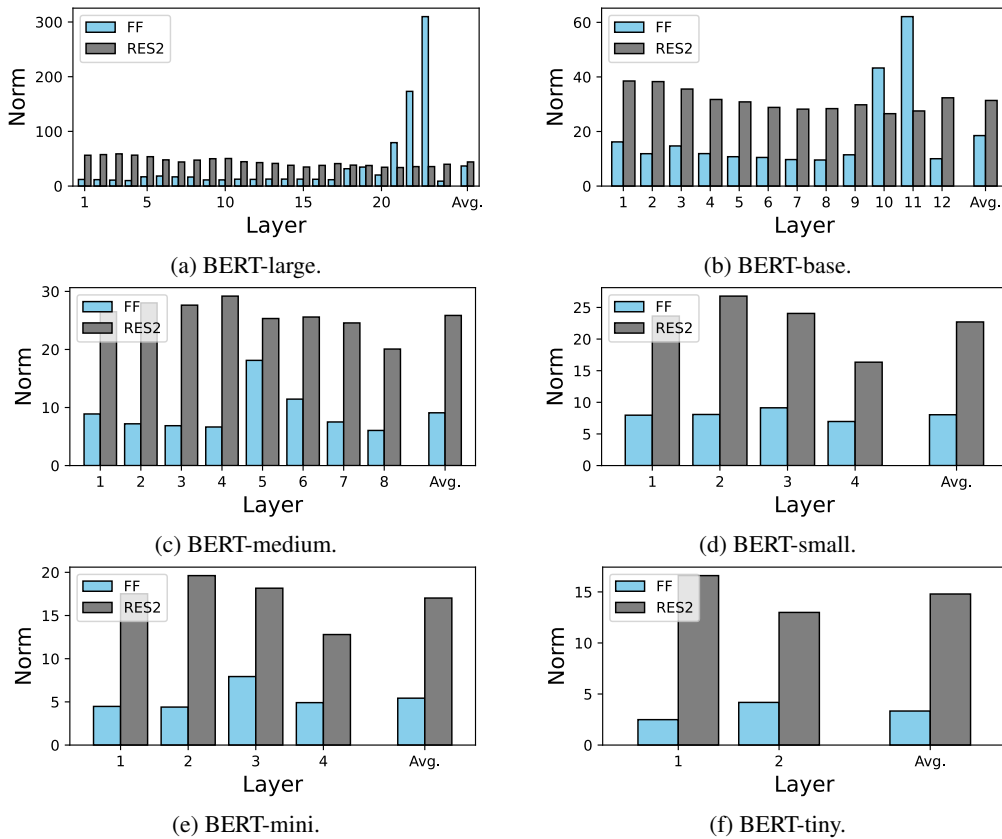 300
200
100
0
Norm
FF
RES2
1 5 10 15 20 Avg.
Layer
(a) BERT-large.
60
40
20
0
Norm
FF
RES2
1 2 3 4 5 6 7 8 9 10 11 12 Avg.
Layer
(b) BERT-base.
30
20
10
0
Norm
FF
RES2
1 2 3 4 5 6 7 8 Avg.
Layer
(c) BERT-medium.
25
20
15
10
5
0
Norm
FF
RES2
1 2 3 4 Avg.
Layer
(d) BERT-small.
20
15
10
5
0
Norm
FF
RES2
1 2 3 4 Avg.
Layer
(e) BERT-mini.
15
10
5
0
Norm
FF
RES2
1 2 Avg.
Layer
(f) BERT-tiny.